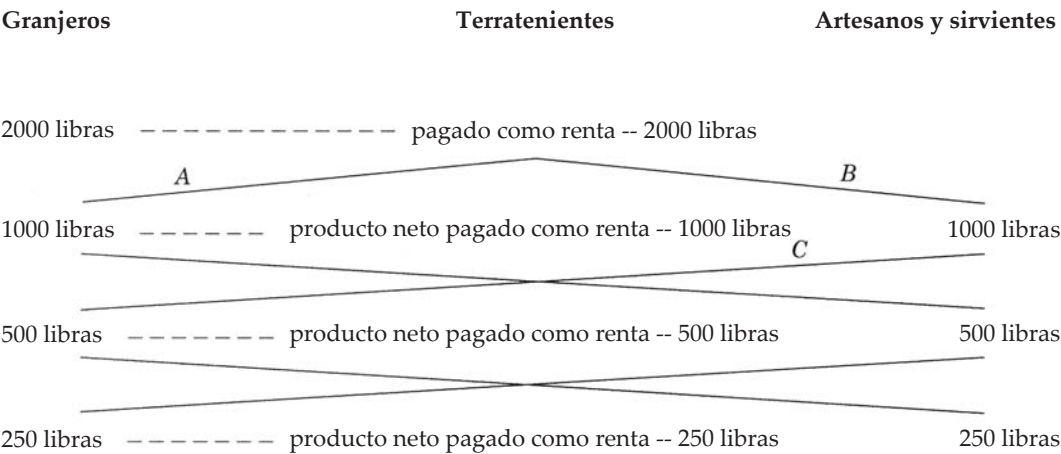 Granjeros Terratenientes Artesanos y sirvientes
2000 libras pagado como renta -- 2000 libras
A B
1000 libras producto neto pagado como renta -- 1000 libras 1000 libras
C
500 libras producto neto pagado como renta -- 500 libras 500 libras
250 libras producto neto pagado como renta -- 250 libras 250 libras